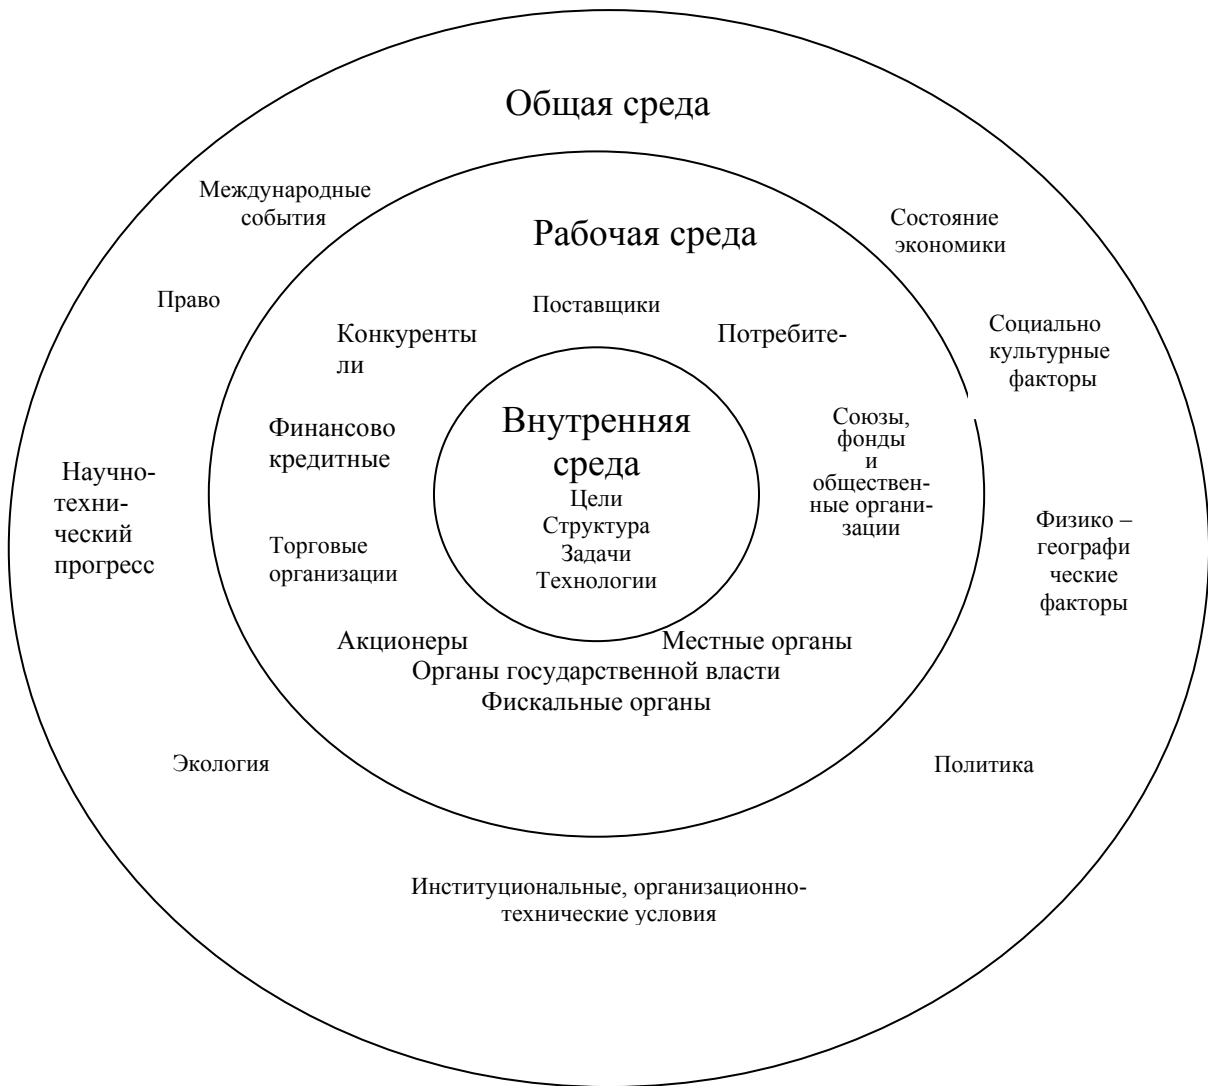 Общая среда
Международные
события
Состояние
экономики
Рабочая среда
Право
Поставщики
Социально
культурные
факторы
Конкуренты Потребите-
ли
Внутренняя
среда
Цели
Структура
Задачи
Технологии
Финансово
кредитные
Союзы,
фонды
и
обществен-
ные органи-
зации
Научно-
техни-
ческий
прогресс
Торговые
организации
Физико –
географи
ческие
факторы
Акционеры Местные органы
Органы государственной власти
Фискальные органы
Экология
Политика
Институциональные, организационно-
технические условия